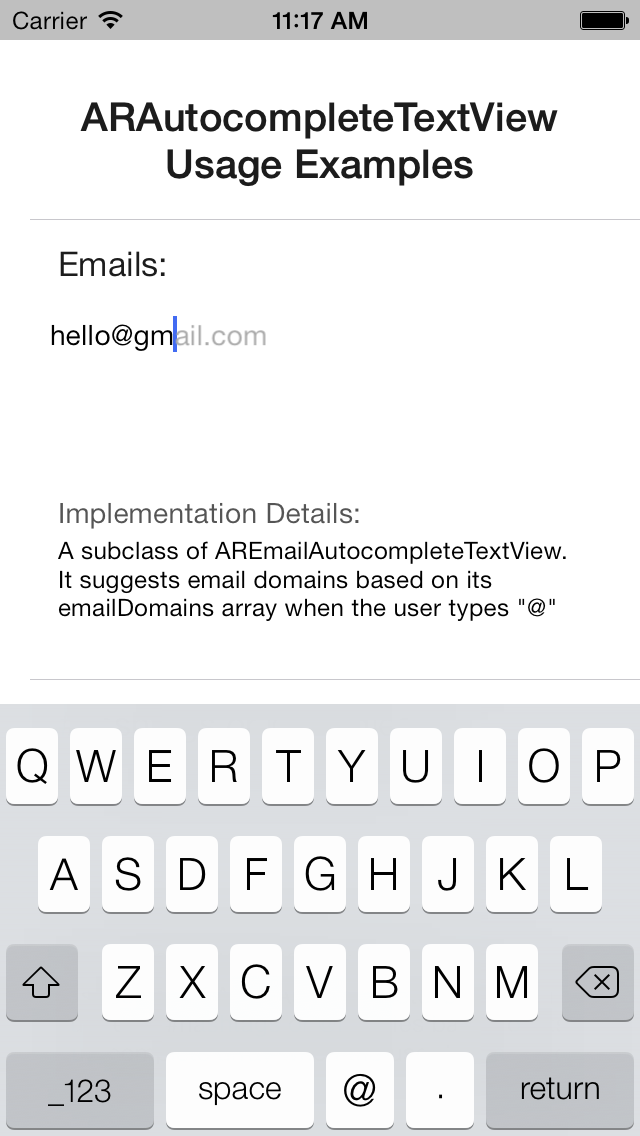 Carrier 11:17 AM
ARAutocompleteTextView
Usage Examples
Emails:
hello@gmail.com
Implementation Details:
A subclass of AREmailAutocompleteTextView.
It suggests email domains based on its
emailDomains array when the user types "@"
Q W E R T Y U I O P
A S D F G H J K L
Z X C V B N M
_123 space @ . return